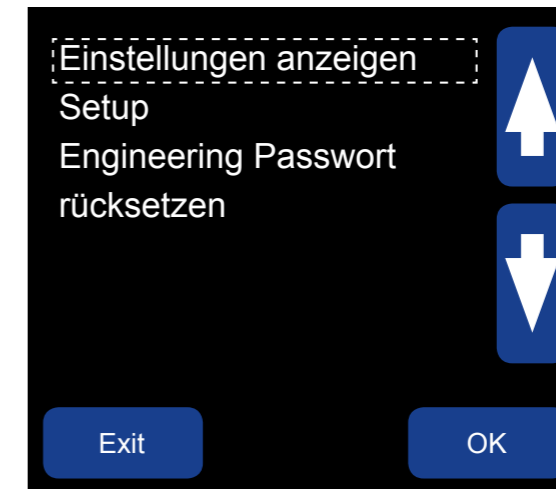 Einstellungen anzeigen
Setup
Engineering Passwort
rücksetzen
Exit
OK